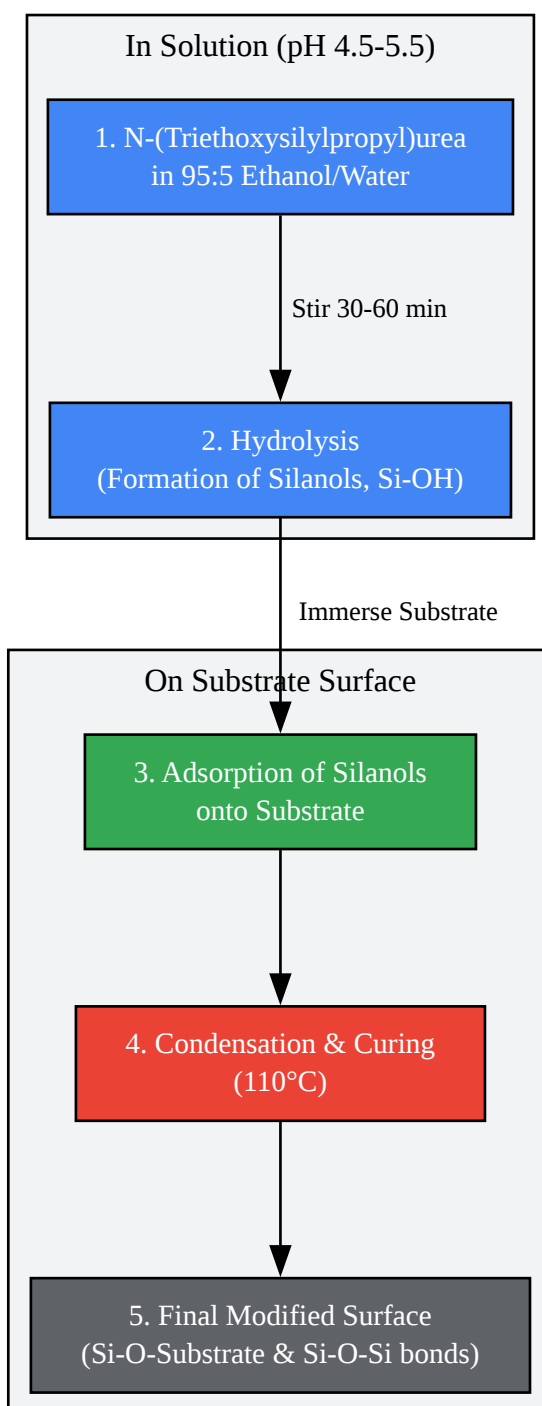 In Solution (pH 4.5-5.5)
1. N-(Triethoxysilylpropyl)urea
in 95:5 Ethanol/Water
Stir 30-60 min
2. Hydrolysis
(Formation of Silanols, Si-OH)
Immerse Substrate
On Substrate Surface
3. Adsorption of Silanols
onto Substrate
4. Condensation & Curing
(110°C)
5. Final Modified Surface
(Si-O-Substrate & Si-O-Si bonds)